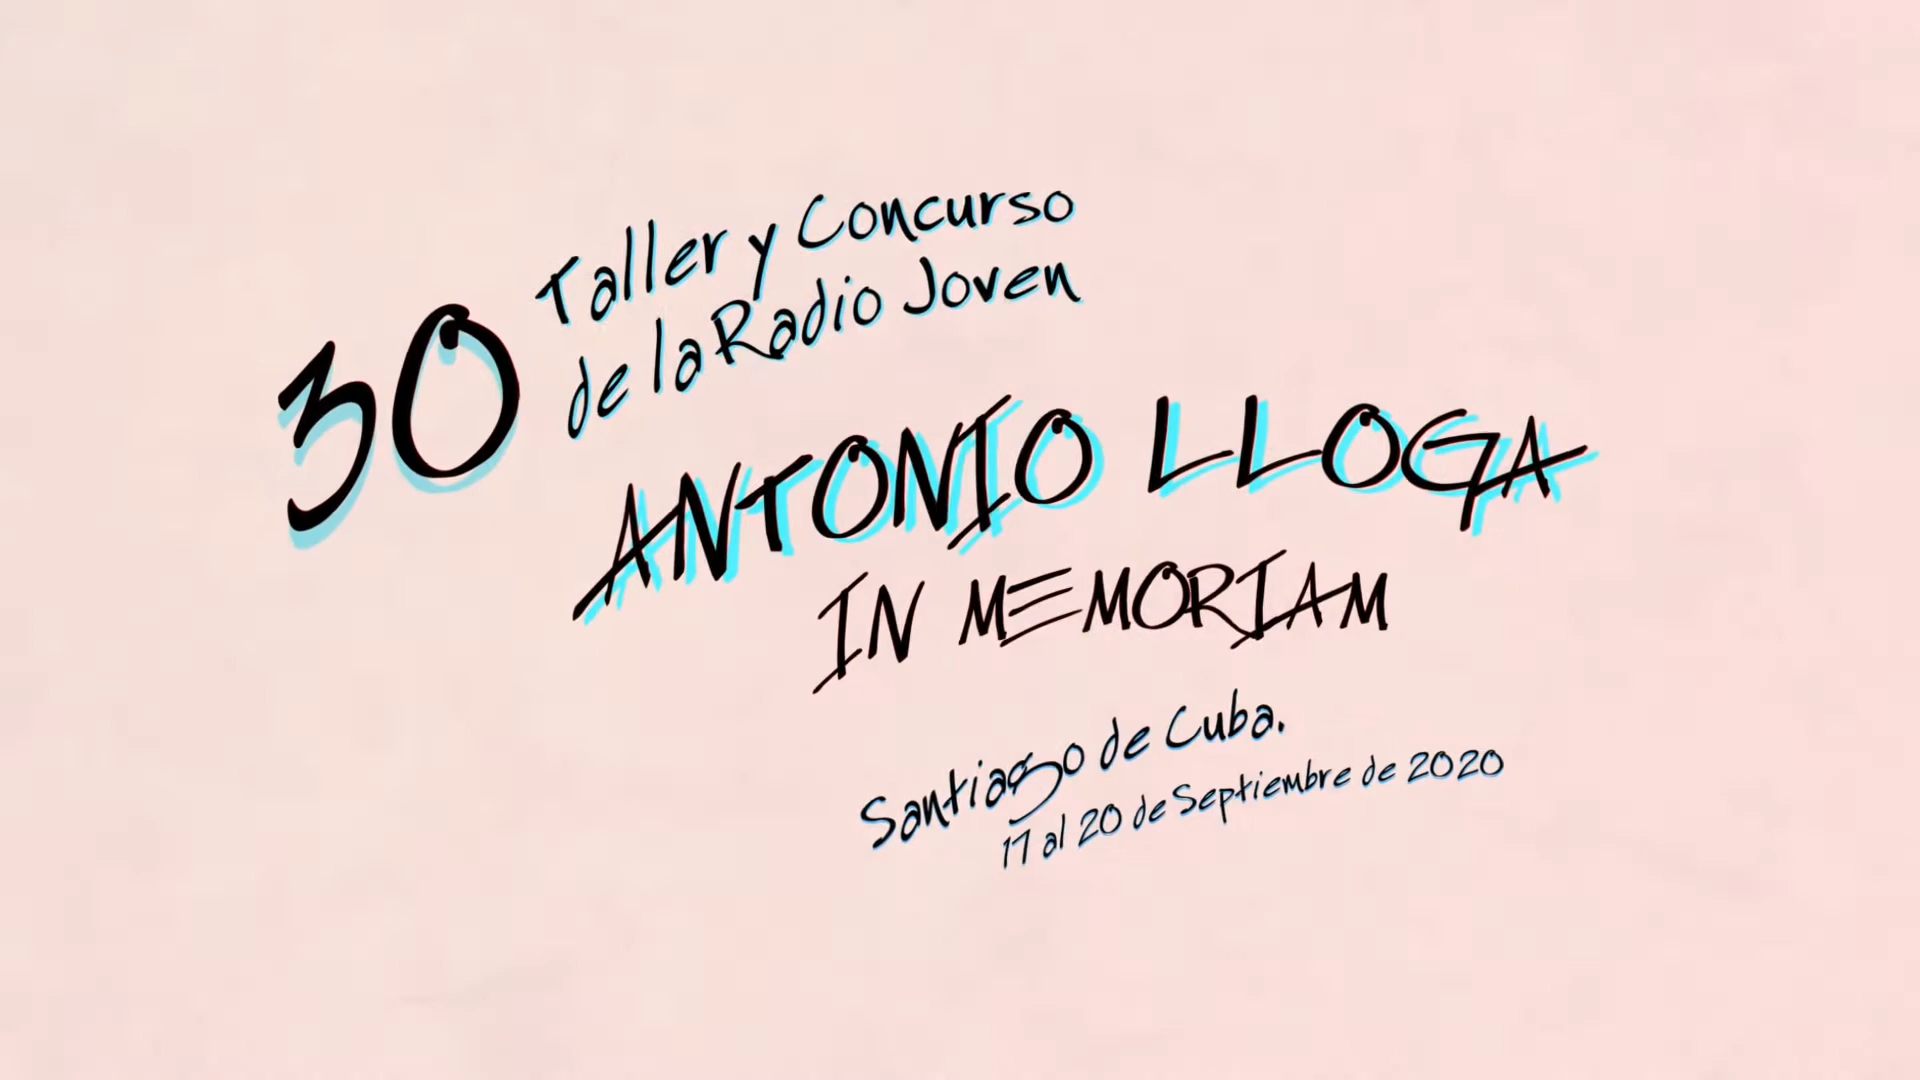 30
Taller y Concurso
de la Radio Joven
ANTONIO LLOGA
IN MEMORIAM
Santiago de Cuba.
17 al 20 de Septiembre de 2020